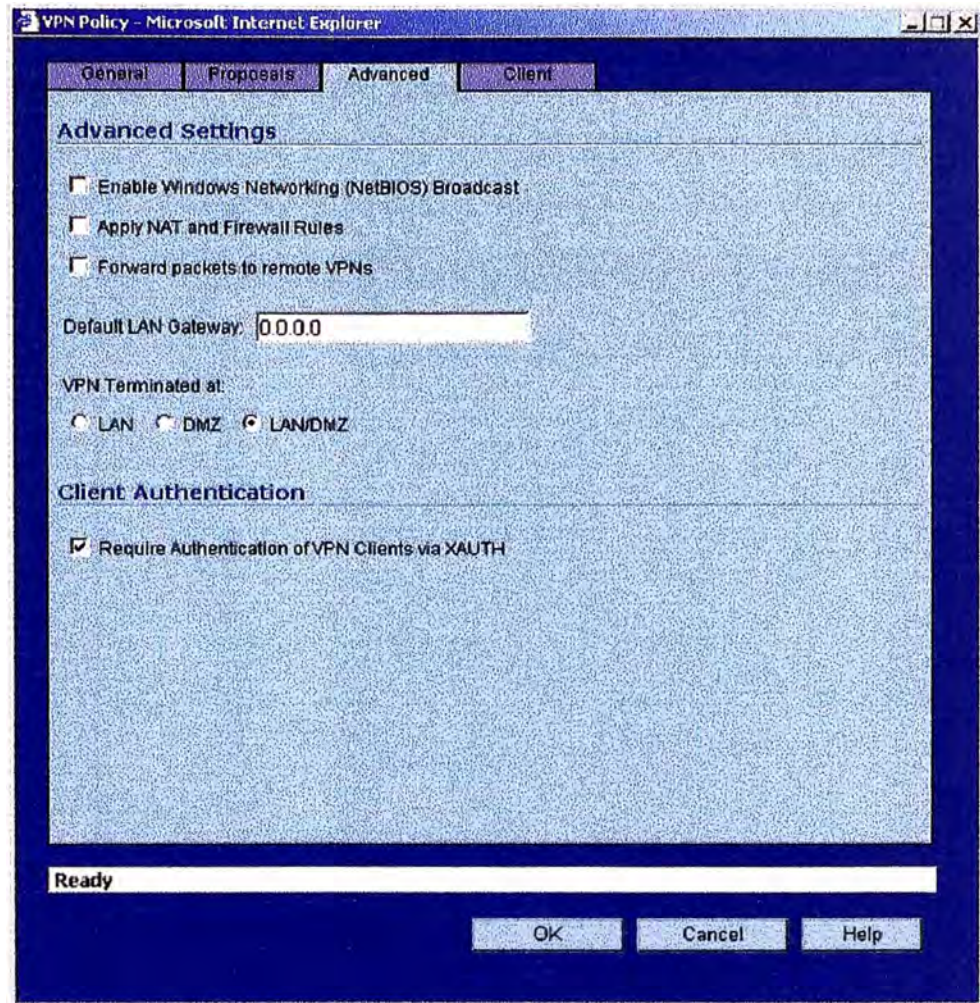 VPN Policy - Microsoft Internet Explorer
General Proposals Advanced Client
Advanced Settings
Enable Windows Networking (NetBIOS) Broadcast
Apply NAT and Firewall Rules
Forward packets to remote VPNs
Default LAN Gateway: 0.0.0.0
VPN Terminated at:
LAN DMZ LAN/DMZ
Client Authentication
Require Authentication of VPN Clients via XAUTH
Ready
OK Cancel Help